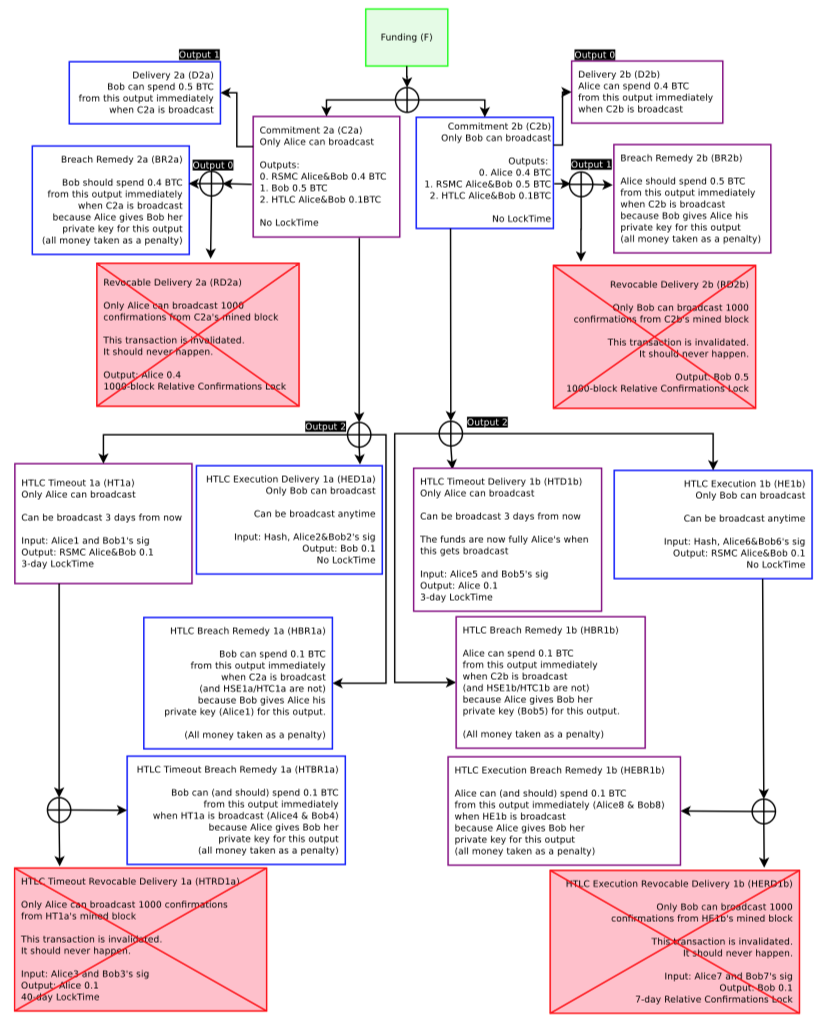 Funding (F)
Output 1
Delivery 2a (D2a)
Bob can spend 0.5 BTC
from this output immediately
when C2a is broadcast
Output 0
Delivery 2b (D2b)
Alice can spend 0.4 BTC
from this output immediately
when C2b is broadcast
Commitment 2a (C2a)
Only Alice can broadcast
Outputs:
0. RSMC Alice&Bob 0.4 BTC
1. Bob 0.5 BTC
2. HTLC Alice&Bob 0.1BTC
No LockTime
Commitment 2b (C2b)
Only Bob can broadcast
Outputs:
0. Alice 0.4 BTC
1. RSMC Alice&Bob 0.5 BTC
2. HTLC Alice&Bob 0.1BTC
No LockTime
Breach Remedy 2a (BR2a)
Bob should spend 0.4 BTC
from this output immediately
when C2a is broadcast
because Alice gives Bob her
private key for this output
(all money taken as a penalty)
Output 0
Output 1
Breach Remedy 2b (BR2b)
Alice should spend 0.5 BTC
from this output immediately
when C2b is broadcast
because Bob gives Alice his
private key for this output
(all money taken as a penalty)
Revocable Delivery 2a (RD2a)
Only Alice can broadcast 1000
confirmations from C2a's mined block
This transaction is invalidated.
It should never happen.
Output: Alice 0.4
1000-block Relative Confirmations Lock
Revocable Delivery 2b (RD2b)
Only Bob can broadcast 1000
confirmations from C2b's mined block
This transaction is invalidated.
It should never happen.
Output: Bob 0.5
1000-block Relative Confirmations Lock
Output 2
Output 2
HTLC Timeout 1a (HT1a)
Only Alice can broadcast
Can be broadcast 3 days from now
Input: Alice1 and Bob1's sig
Output: RSMC Alice&Bob 0.1
3-day LockTime
HTLC Execution Delivery 1a (HED1a)
Only Bob can broadcast
Can be broadcast anytime
Input: Hash, Alice2&Bob2's sig
Output: Bob 0.1
No LockTime
HTLC Timeout Delivery 1b (HTD1b)
Only Alice can broadcast
Can be broadcast 3 days from now
The funds are now fully Alice's when
this gets broadcast
Input: Alice5 and Bob5's sig
Output: Alice 0.1
3-day LockTime
HTLC Execution 1b (HE1b)
Only Bob can broadcast
Can be broadcast anytime
Input: Hash, Alice6&Bob6's sig
Output: RSMC Alice&Bob 0.1
No LockTime
HTLC Breach Remedy 1a (HBR1a)
Bob can spend 0.1 BTC
from this output immediately
when C2a is broadcast
(and HSE1a/HTC1a are not)
because Bob gives Alice his
private key (Alice1) for this output.
(All money taken as a penalty)
HTLC Breach Remedy 1b (HBR1b)
Alice can spend 0.1 BTC
from this output immediately
when C2b is broadcast
(and HSE1b/HTC1b are not)
because Alice gives Bob her
private key (Bob5) for this output.
(All money taken as a penalty)
HTLC Timeout Breach Remedy 1a (HTBR1a)
Bob can (and should) spend 0.1 BTC
from this output immediately
when HT1a is broadcast (Alice4 & Bob4)
because Alice gives Bob her
private key for this output
(all money taken as a penalty)
HTLC Execution Breach Remedy 1b (HEBR1b)
Alice can (and should) spend 0.1 BTC
from this output immediately (Alice8 & Bob8)
when HE1b is broadcast
because Alice gives Bob her
private key for this output
(all money taken as a penalty)
HTLC Timeout Revocable Delivery 1a (HTRD1a)
Only Alice can broadcast 1000 confirmations
from HT1a's mined block
This transaction is invalidated.
It should never happen.
Input: Alice3 and Bob3's sig
Output: Alice 0.1
40-day LockTime
HTLC Execution Revocable Delivery 1b (HERD1b)
Only Bob can broadcast 1000
confirmations from HE1b's mined block
This transaction is invalidated.
It should never happen.
Input: Alice7 and Bob7's sig
Output: Bob 0.1
7-day Relative Confirmations Lock